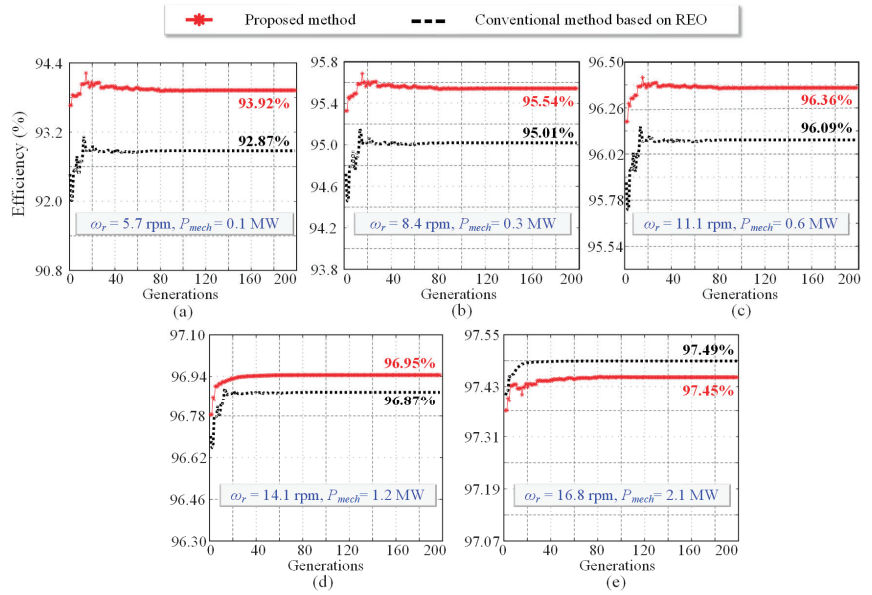 Proposed method
Conventional method based on REO
Efficiency (%)
94.4
93.2
92.0
90.8
93.92%
92.87%
ωr = 5.7 rpm, Pmech= 0.1 MW
0 40 80 120 160 200
Generations
(a)
95.8
95.4
95.0
94.6
94.2
93.8
95.54%
95.01%
ωr = 8.4 rpm, Pmech= 0.3 MW
0 40 80 120 160 200
Generations
(b)
96.50
96.26
96.02
95.78
95.54
96.36%
96.09%
ωr = 11.1 rpm, Pmech= 0.6 MW
0 40 80 120 160 200
Generations
(c)
97.10
96.94
96.78
96.62
96.46
96.30
96.95%
96.87%
ωr = 14.1 rpm, Pmech= 1.2 MW
0 40 80 120 160 200
Generations
(d)
97.55
97.43
97.31
97.19
97.07
97.49%
97.45%
ωr = 16.8 rpm, Pmech= 2.1 MW
0 40 80 120 160 200
Generations
(e)